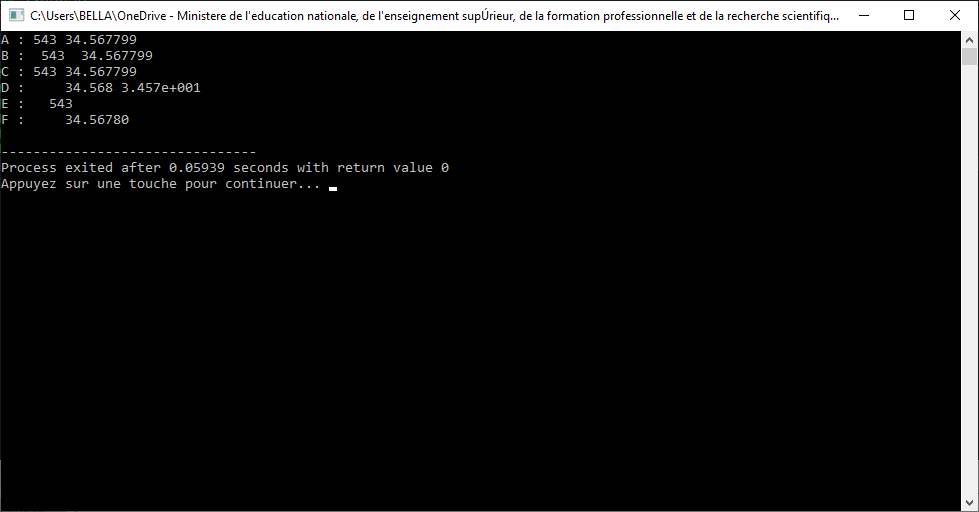 C:\Users\BELLA\OneDrive - Ministere de l'education nationale, de l'enseignement supÚrieur, de la formation professionnelle et de la recherche scientifiq...
A : 543 34.567799
B :  543  34.567799
C : 543 34.567799
D :     34.568 3.457e+001
E :   543
F :     34.56780
--------------------------------
Process exited after 0.05939 seconds with return value 0
Appuyez sur une touche pour continuer...